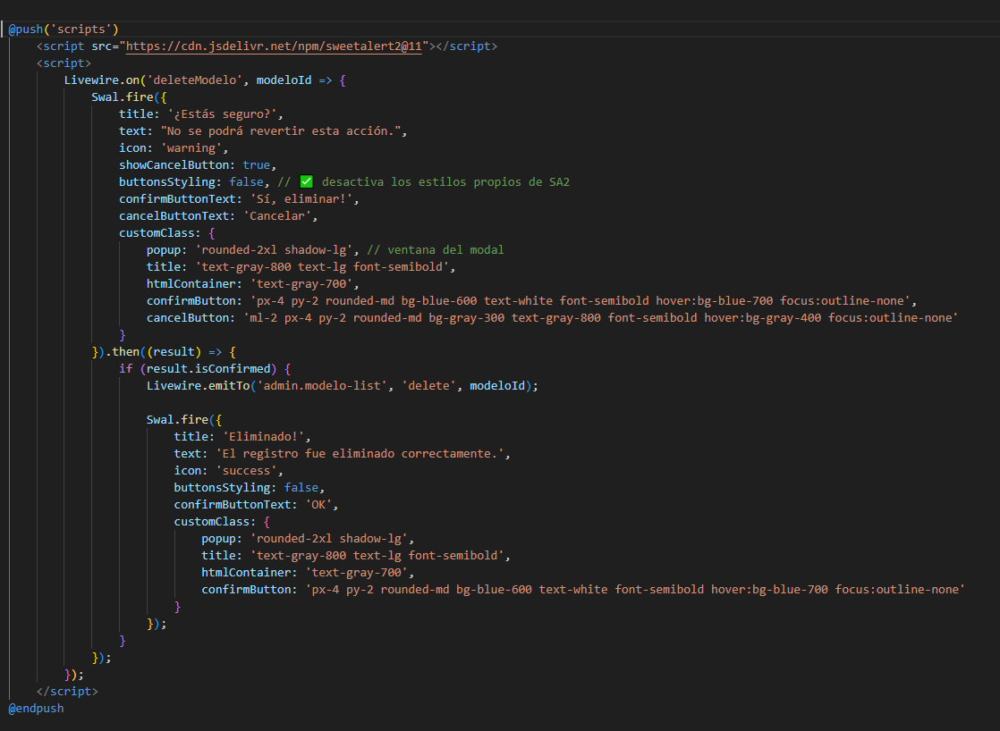 @push('scripts')
    <script src="https://cdn.jsdelivr.net/npm/sweetalert2@11"></script>
    <script>
        Livewire.on('deleteModelo', modeloId => {
            Swal.fire({
                title: '¿Estás seguro?',
                text: "No se podrá revertir esta acción.",
                icon: 'warning',
                showCancelButton: true,
                buttonsStyling: false, // ✅ desactiva los estilos propios de SA2
                confirmButtonText: 'Sí, eliminar!',
                cancelButtonText: 'Cancelar',
                customClass: {
                    popup: 'rounded-2xl shadow-lg', // ventana del modal
                    title: 'text-gray-800 text-lg font-semibold',
                    htmlContainer: 'text-gray-700',
                    confirmButton: 'px-4 py-2 rounded-md bg-blue-600 text-white font-semibold hover:bg-blue-700 focus:outline-none',
                    cancelButton: 'ml-2 px-4 py-2 rounded-md bg-gray-300 text-gray-800 font-semibold hover:bg-gray-400 focus:outline-none'
                }
            }).then((result) => {
                if (result.isConfirmed) {
                    Livewire.emitTo('admin.modelo-list', 'delete', modeloId);

                    Swal.fire({
                        title: 'Eliminado!',
                        text: 'El registro fue eliminado correctamente.',
                        icon: 'success',
                        buttonsStyling: false,
                        confirmButtonText: 'OK',
                        customClass: {
                            popup: 'rounded-2xl shadow-lg',
                            title: 'text-gray-800 text-lg font-semibold',
                            htmlContainer: 'text-gray-700',
                            confirmButton: 'px-4 py-2 rounded-md bg-blue-600 text-white font-semibold hover:bg-blue-700 focus:outline-none'
                        }
                    });
                }
            });
        });
    </script>
@endpush